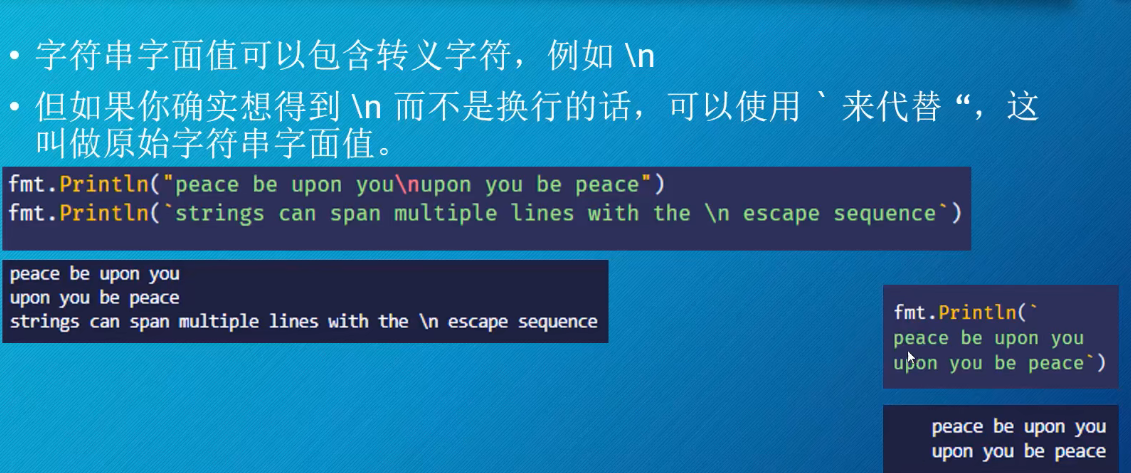 • 字符串字面值可以包含转义字符，例如 \n
• 但如果你确实想得到 \n 而不是换行的话，可以使用 ` 来代替 “，这
叫做原始字符串字面值。
fmt.Println("peace be upon you\nupon you be peace")
fmt.Println(`strings can span multiple lines with the \n escape sequence`)
peace be upon you
upon you be peace
strings can span multiple lines with the \n escape sequence
fmt.Println(`
peace be upon you
upon you be peace`)
peace be upon you
upon you be peace